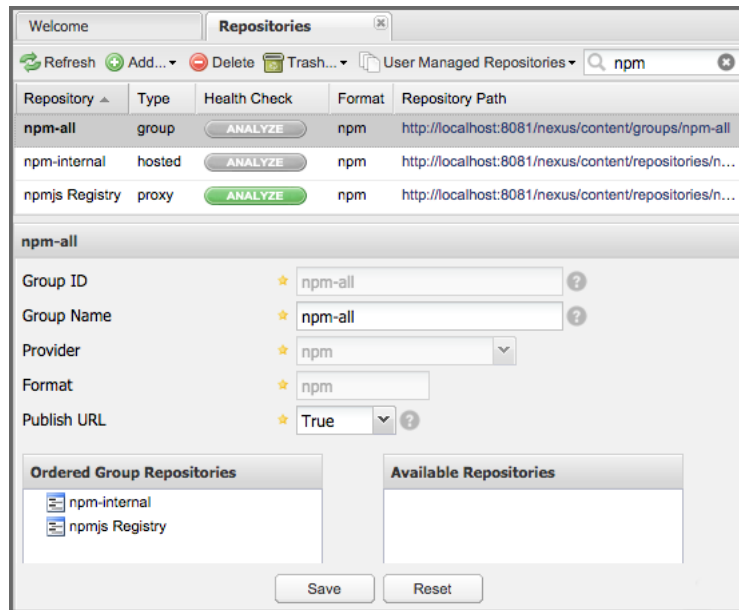 Welcome Repositories
Refresh Add... Delete Trash... User Managed Repositories npm
Repository Type Health Check Format Repository Path
npm-all group ANALYZE npm http://localhost:8081/nexus/content/groups/npm-all
npm-internal hosted ANALYZE npm http://localhost:8081/nexus/content/repositories/n...
npmjs Registry proxy ANALYZE npm http://localhost:8081/nexus/content/repositories/n...
npm-all
Group ID npm-all ?
Group Name npm-all ?
Provider npm
Format npm
Publish URL True ?
Ordered Group Repositories Available Repositories
npm-internal
npmjs Registry
Save Reset